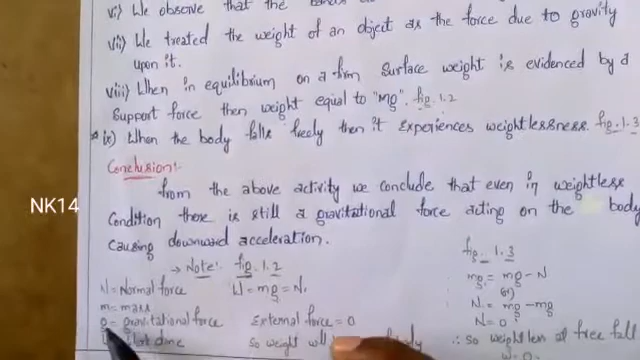 vi) We observe that the
vii) We treated the weight of an object as the force due to gravity
upon it.
viii) When in equilibrium on a firm surface weight is evidenced by a
support force then weight equal to "mg". fig. 1.2
* ix) When the body falls freely then it experiences weightlessness. fig. 1.3
Conclusion:-
from the above activity we conclude that even in weightless
Condition there is still a gravitational force acting on the body
Causing downward acceleration.
→ Note: fig. 1.2
fig. 1.3
N = Normal force W = mg = N.
mg = mg - N
m = mass
or)
N = mg - mg
g = gravitational force External force = 0
N = 0
done so weight
∴ so weightless at free fall
NK14